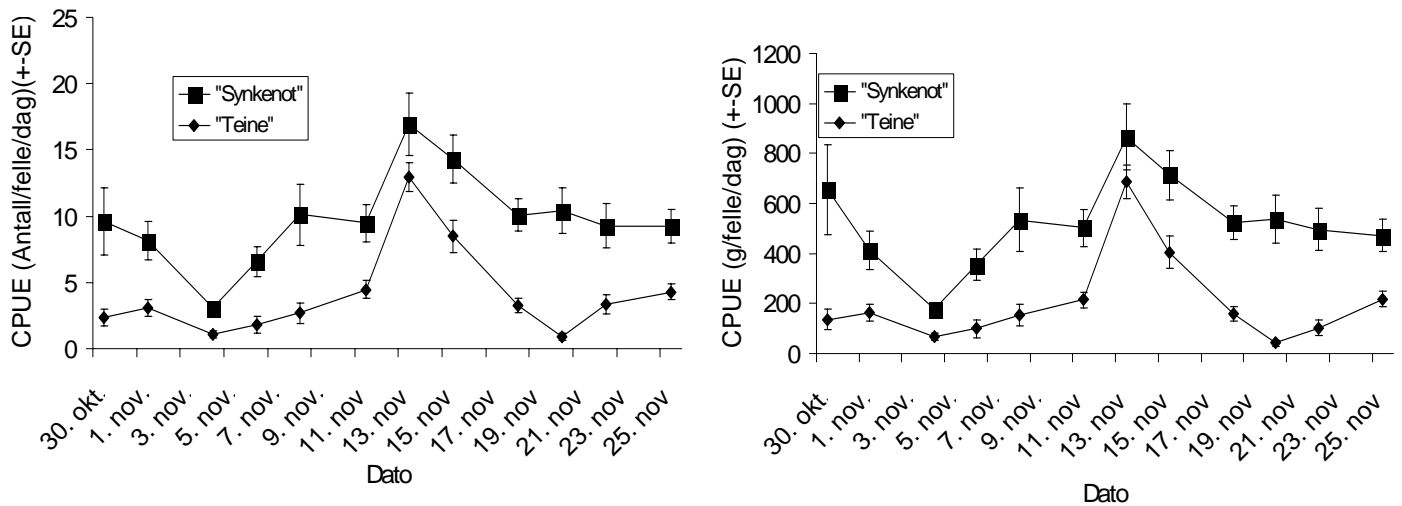 CPUE (Antall/felle/dag)(+-SE)
25
20
15
10
5
0
"Synkenot"
"Teine"
30. okt.
1. nov.
3. nov.
5. nov.
7. nov.
9. nov.
11. nov
13. nov
15. nov
17. nov
19. nov
21. nov
23. nov
25. nov
Dato
CPUE (g/felle/dag) (+-SE)
1200
1000
800
600
400
200
0
"Synkenot"
"Teine"
30. okt.
1. nov.
3. nov.
5. nov.
7. nov.
9. nov.
11. nov
13. nov
15. nov
17. nov
19. nov
21. nov
23. nov
25. nov
Dato